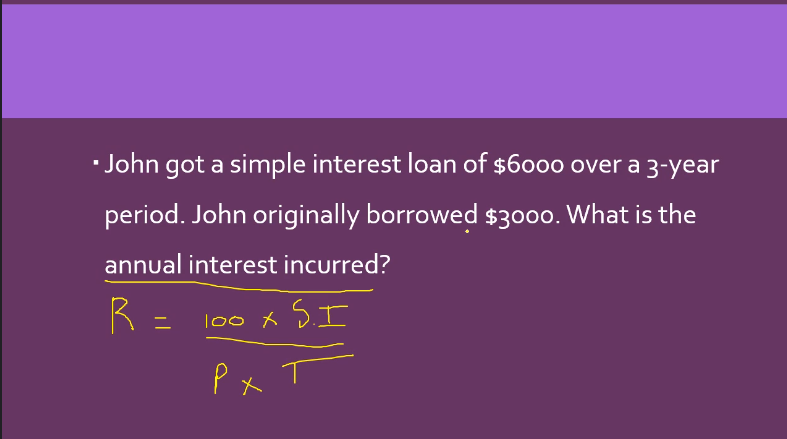 ▪ John got a simple interest loan of $6000 over a 3-year
period. John originally borrowed $3000. What is the
annual interest incurred?
R = 100 x S.I
P x T